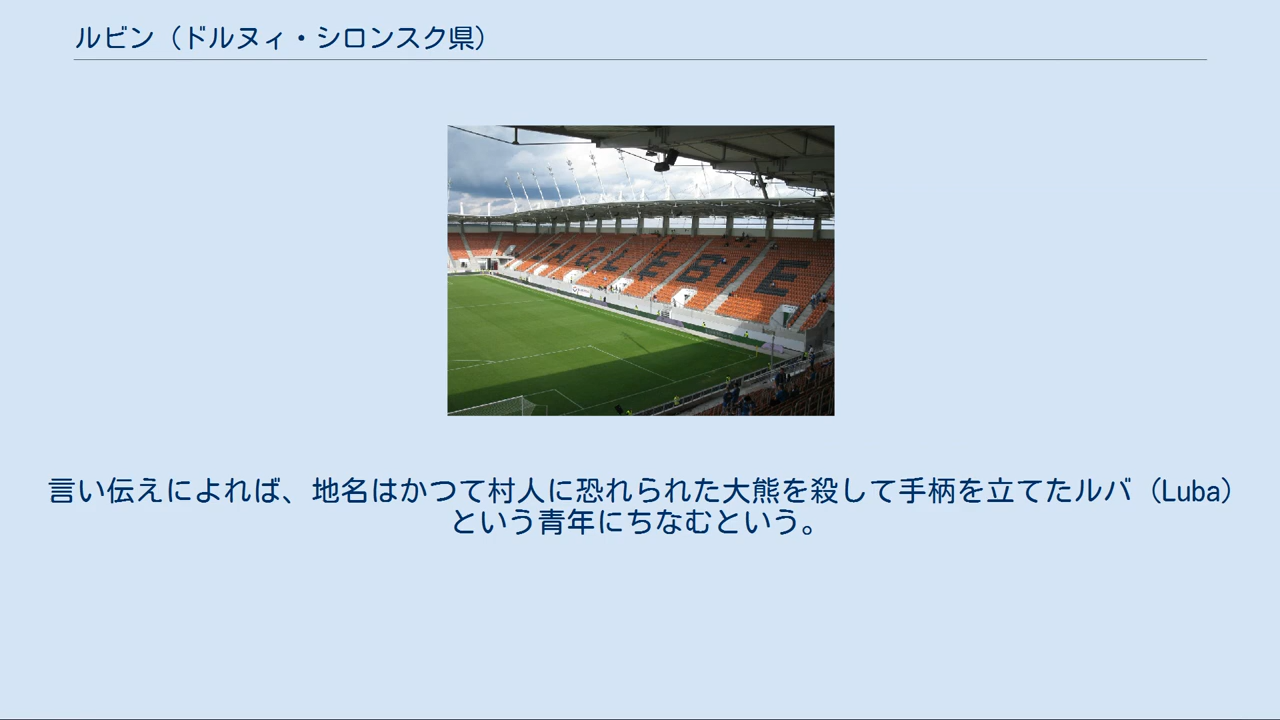 ルビン（ドルヌィ・シロンスク県）
ZAGŁĘBIE
言い伝えによれば、地名はかつて村人に恐れられた大熊を殺して手柄を立てたルバ（Luba）
という青年にちなむという。